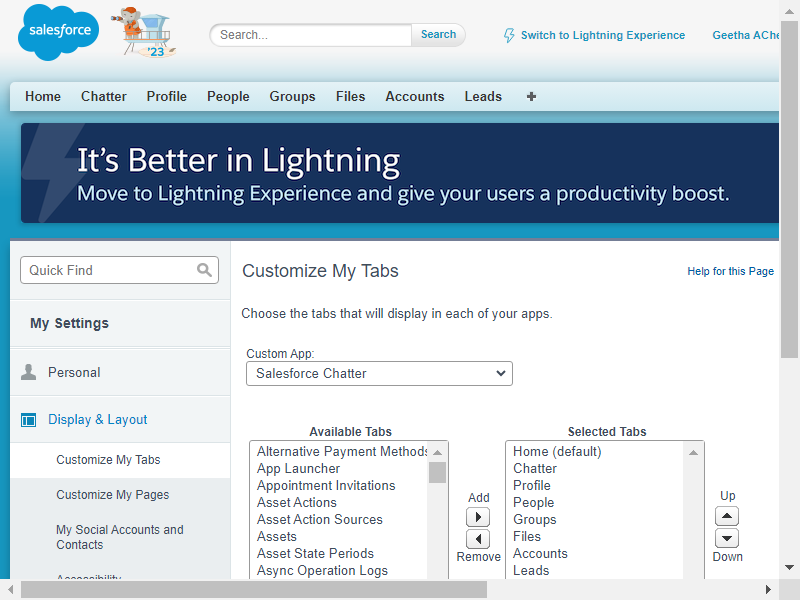 salesforce
'23
Search...
Search
Switch to Lightning Experience
Geetha AChe
Home Chatter Profile People Groups Files Accounts Leads +
It's Better in Lightning
Move to Lightning Experience and give your users a productivity boost.
Quick Find
My Settings
Personal
Display & Layout
Customize My Tabs
Customize My Pages
My Social Accounts and
Contacts
Accessibility
Customize My Tabs
Help for this Page
Choose the tabs that will display in each of your apps.
Custom App:
Salesforce Chatter
Available Tabs
Alternative Payment Methods
App Launcher
Appointment Invitations
Asset Actions
Asset Action Sources
Assets
Asset State Periods
Async Operation Logs
Add
Remove
Selected Tabs
Home (default)
Chatter
Profile
People
Groups
Files
Accounts
Leads
Up
Down